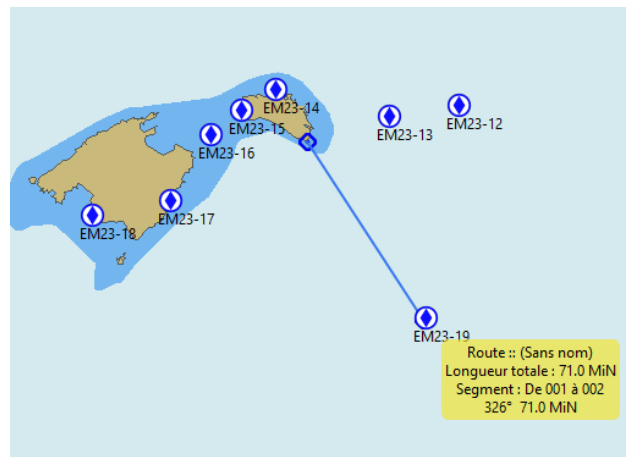 EM23-14
EM23-12
EM23-15
EM23-13
EM23-16
EM23-17
EM23-18
EM23-19
Route :: (Sans nom)
Longueur totale : 71.0 MiN
Segment : De 001 à 002
326° 71.0 MiN